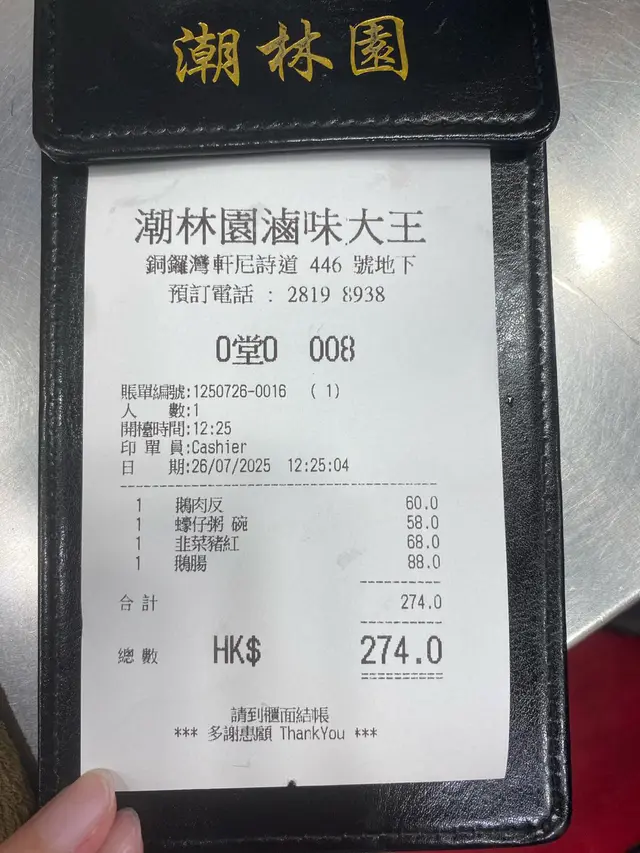 潮林園
潮林園滷味大王
銅鑼灣軒尼詩道 446 號地下
預訂電話 : 2819 8938
0堂0 008
賬單編號:1250726-0016 ( 1)
人 數:1
開檯時間:12:25
印 單 員:Cashier
日 期:26/07/2025 12:25:04
1 鵝肉反 60.0
1 蠔仔粥 碗 58.0
1 韭菜豬紅 68.0
1 鵝腸 88.0
合計 274.0
總數 HK$ 274.0
請到櫃面結帳
*** 多謝惠顧 ThankYou ***